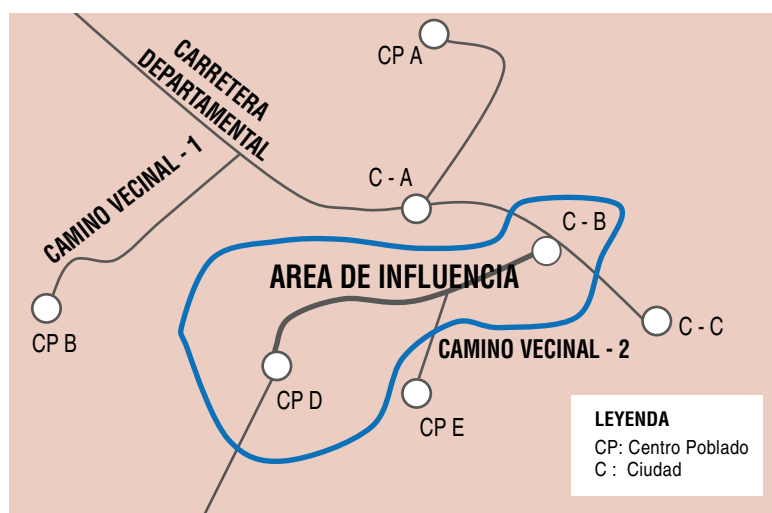 CP A
CARRETERA
DEPARTAMENTAL
CAMINO VECINAL - 1
C - A
C - B
AREA DE INFLUENCIA
CP B
C - C
CAMINO VECINAL - 2
CP D
CP E
LEYENDA
CP: Centro Poblado
C : Ciudad